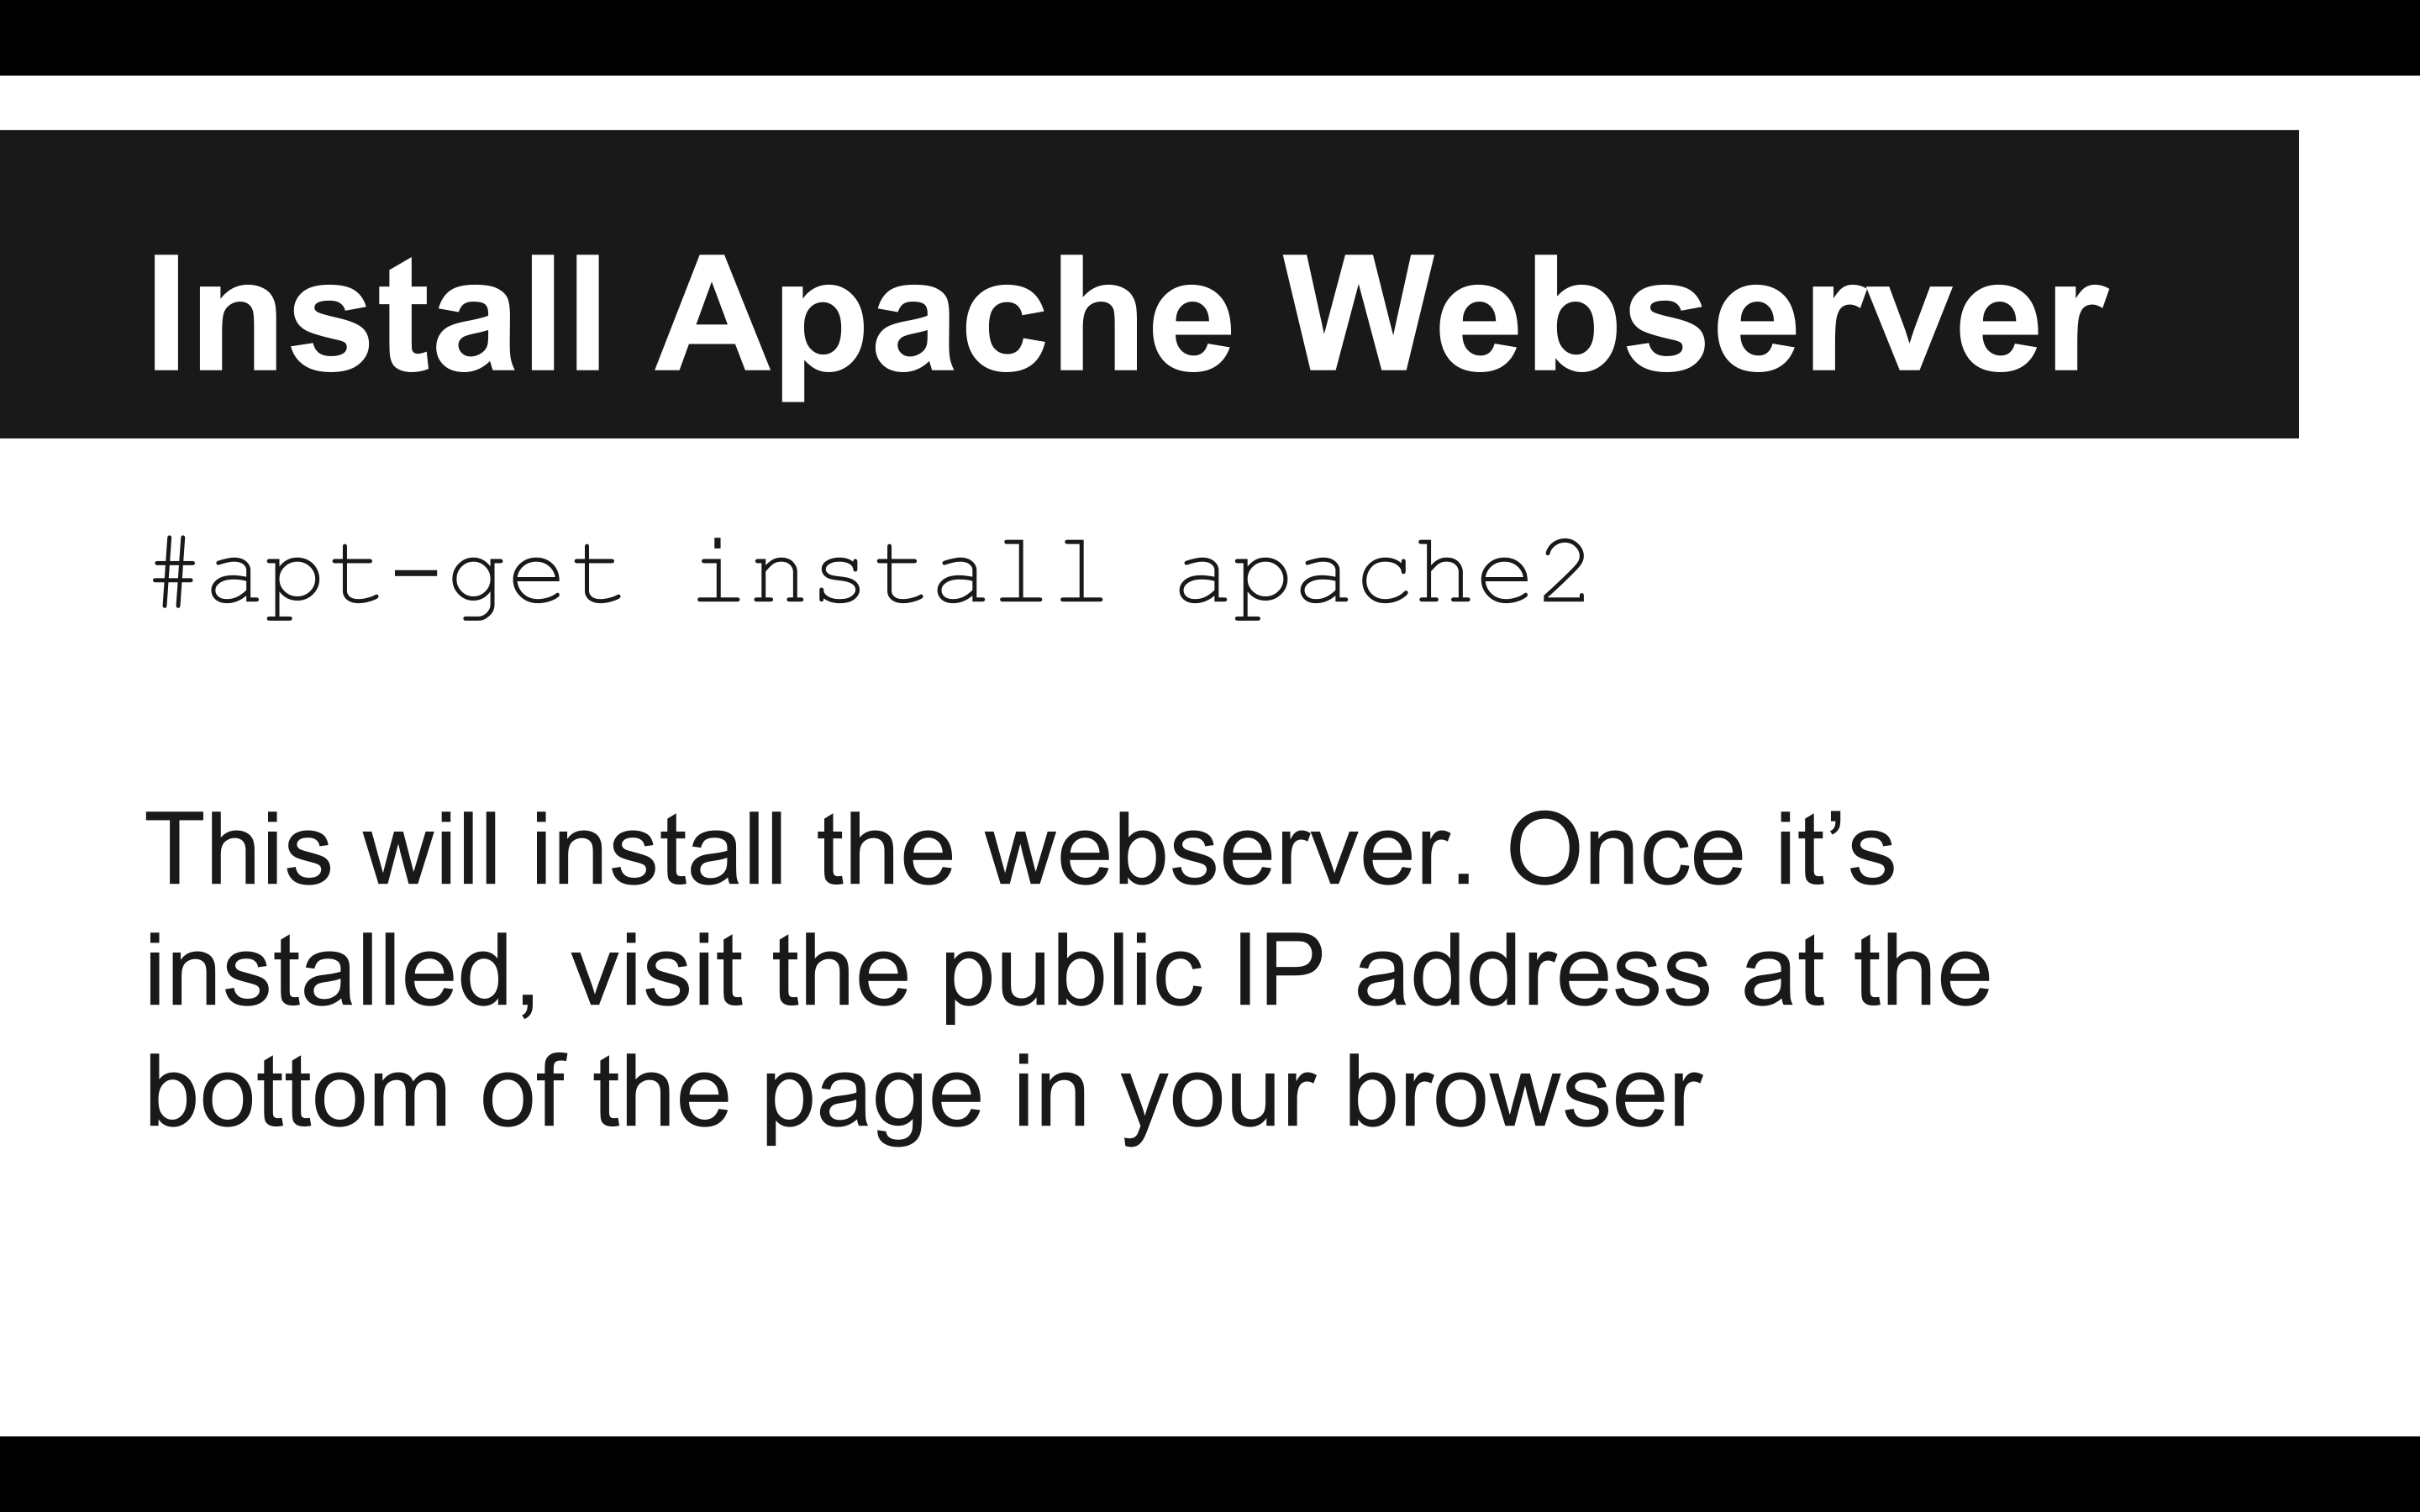 Install Apache Webserver
#apt-get install apache2
This will install the webserver. Once it’s
installed, visit the public IP address at the
bottom of the page in your browser